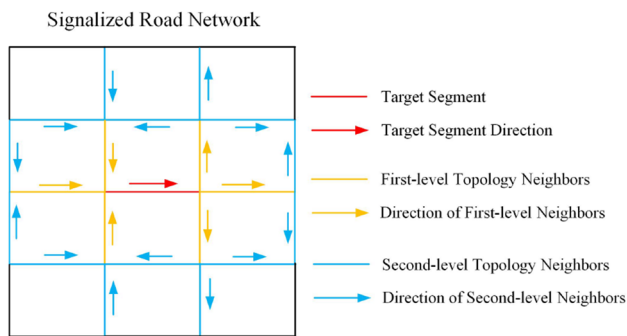 Signalized Road Network
Target Segment
Target Segment Direction
First-level Topology Neighbors
Direction of First-level Neighbors
Second-level Topology Neighbors
Direction of Second-level Neighbors